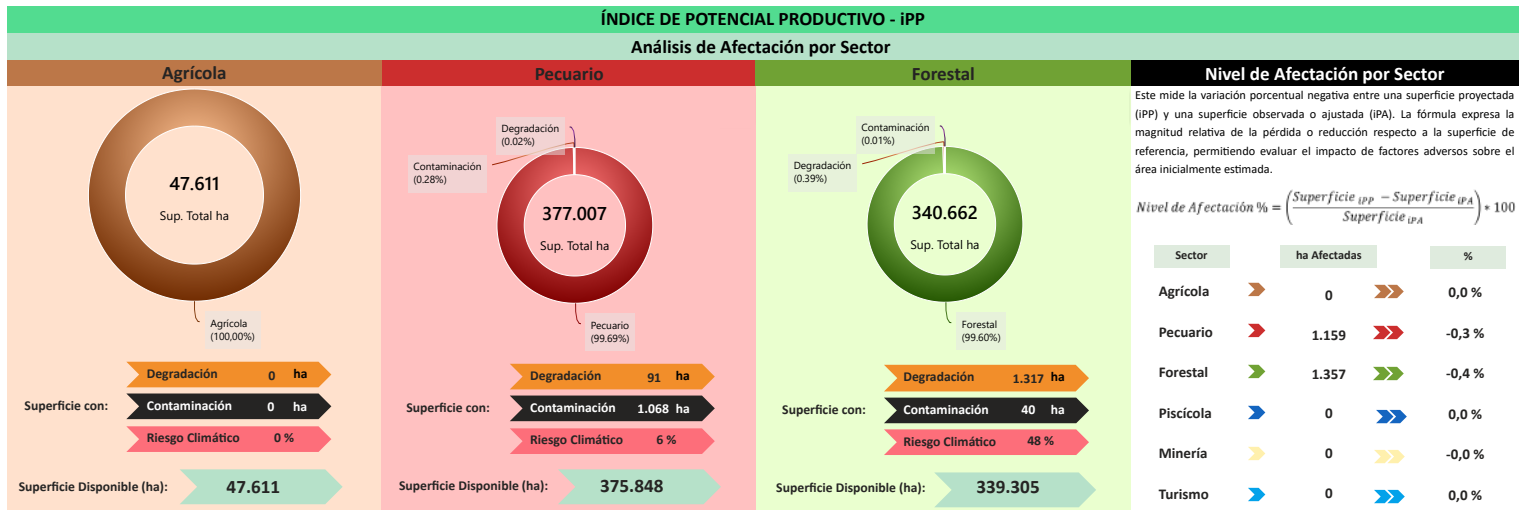 ÍNDICE DE POTENCIAL PRODUCTIVO - iPP
Análisis de Afectación por Sector
Agrícola
47.611
Sup. Total ha
Agrícola
(100,00%)
Superficie con:
Degradación 0 ha
Contaminación 0 ha
Riesgo Climático 0 %
Superficie Disponible (ha): 47.611
Pecuario
Degradación
(0.02%)
Contaminación
(0.28%)
377.007
Sup. Total ha
Pecuario
(99.69%)
Superficie con:
Degradación 91 ha
Contaminación 1.068 ha
Riesgo Climático 6 %
Superficie Disponible (ha): 375.848
Forestal
Contaminación
(0.01%)
Degradación
(0.39%)
340.662
Sup. Total ha
Forestal
(99.60%)
Superficie con:
Degradación 1.317 ha
Contaminación 40 ha
Riesgo Climático 48 %
Superficie Disponible (ha): 339.305
Nivel de Afectación por Sector
Este mide la variación porcentual negativa entre una superficie proyectada
(iPP) y una superficie observada o ajustada (iPA). La fórmula expresa la
magnitud relativa de la pérdida o reducción respecto a la superficie de
referencia, permitiendo evaluar el impacto de factores adversos sobre el
área inicialmente estimada.
Nivel de Afectación % = ((Superficie iPP − Superficie iPA) / Superficie iPA) * 100
Sector ha Afectadas %
Agrícola 0 0,0 %
Pecuario 1.159 -0,3 %
Forestal 1.357 -0,4 %
Piscícola 0 0,0 %
Minería 0 -0,0 %
Turismo 0 0,0 %